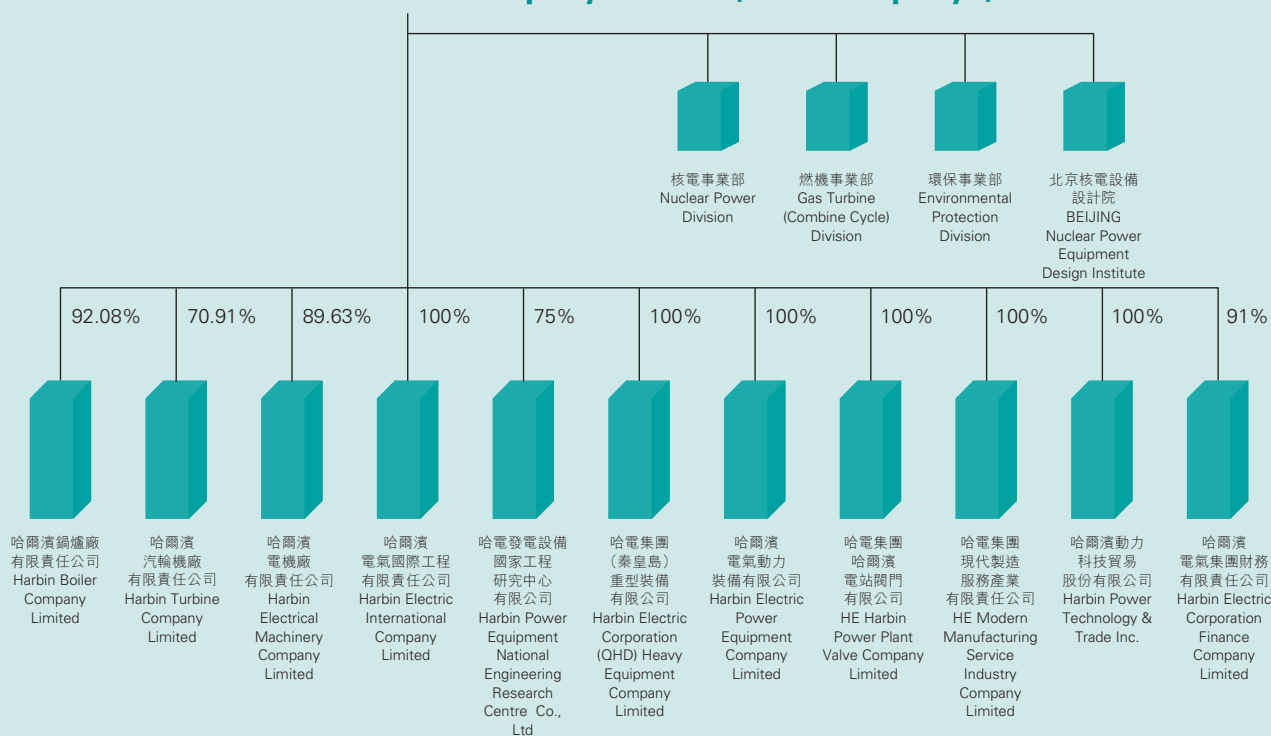 核電事業部
Nuclear Power
Division
燃機事業部
Gas Turbine
(Combine Cycle)
Division
環保事業部
Environmental
Protection
Division
北京核電設備
設計院
BEIJING
Nuclear Power
Equipment
Design Institute
92.08%
70.91%
89.63%
100%
75%
100%
100%
100%
100%
100%
91%
哈爾濱鍋爐廠
有限責任公司
Harbin Boiler
Company
Limited
哈爾濱
汽輪機廠
有限責任公司
Harbin Turbine
Company
Limited
哈爾濱
電機廠
有限責任公司
Harbin
Electrical
Machinery
Company
Limited
哈爾濱
電氣國際工程
有限責任公司
Harbin Electric
International
Company
Limited
哈電發電設備
國家工程
研究中心
有限公司
Harbin Power
Equipment
National
Engineering
Research
Centre Co.,
Ltd
哈電集團
（秦皇島）
重型裝備
有限公司
Harbin Electric
Corporation
(QHD) Heavy
Equipment
Company
Limited
哈爾濱
電氣動力
裝備有限公司
Harbin Electric
Power
Equipment
Company
Limited
哈電集團
哈爾濱
電站閥門
有限公司
HE Harbin
Power Plant
Valve Company
Limited
哈電集團
現代製造
服務產業
有限責任公司
HE Modern
Manufacturing
Service
Industry
Company
Limited
哈爾濱動力
科技貿易
股份有限公司
Harbin Power
Technology &
Trade Inc.
哈爾濱
電氣集團財務
有限責任公司
Harbin Electric
Corporation
Finance
Company
Limited